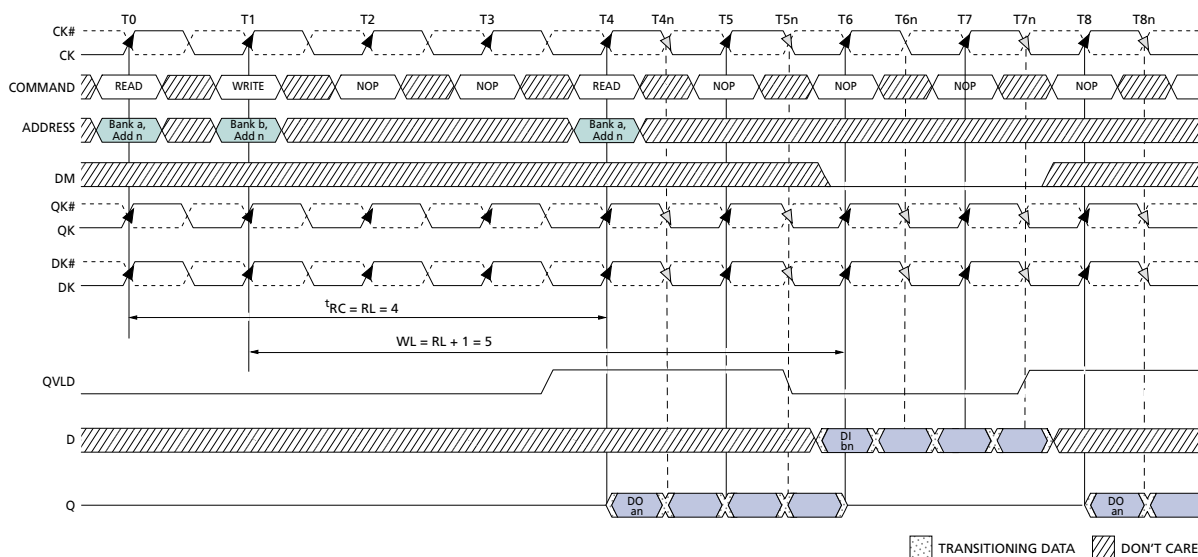 T0 T1 T2 T3 T4 T4n T5 T5n T6 T6n T7 T7n T8 T8n
CK#
CK
COMMAND READ WRITE NOP NOP READ NOP NOP NOP NOP
ADDRESS Bank a, Add n Bank b, Add n Bank a, Add n
DM
QK#
QK
DK#
DK
tRC = RL = 4
WL = RL + 1 = 5
QVLD
D DI bn
Q DO an DO an
TRANSITIONING DATA DON'T CARE